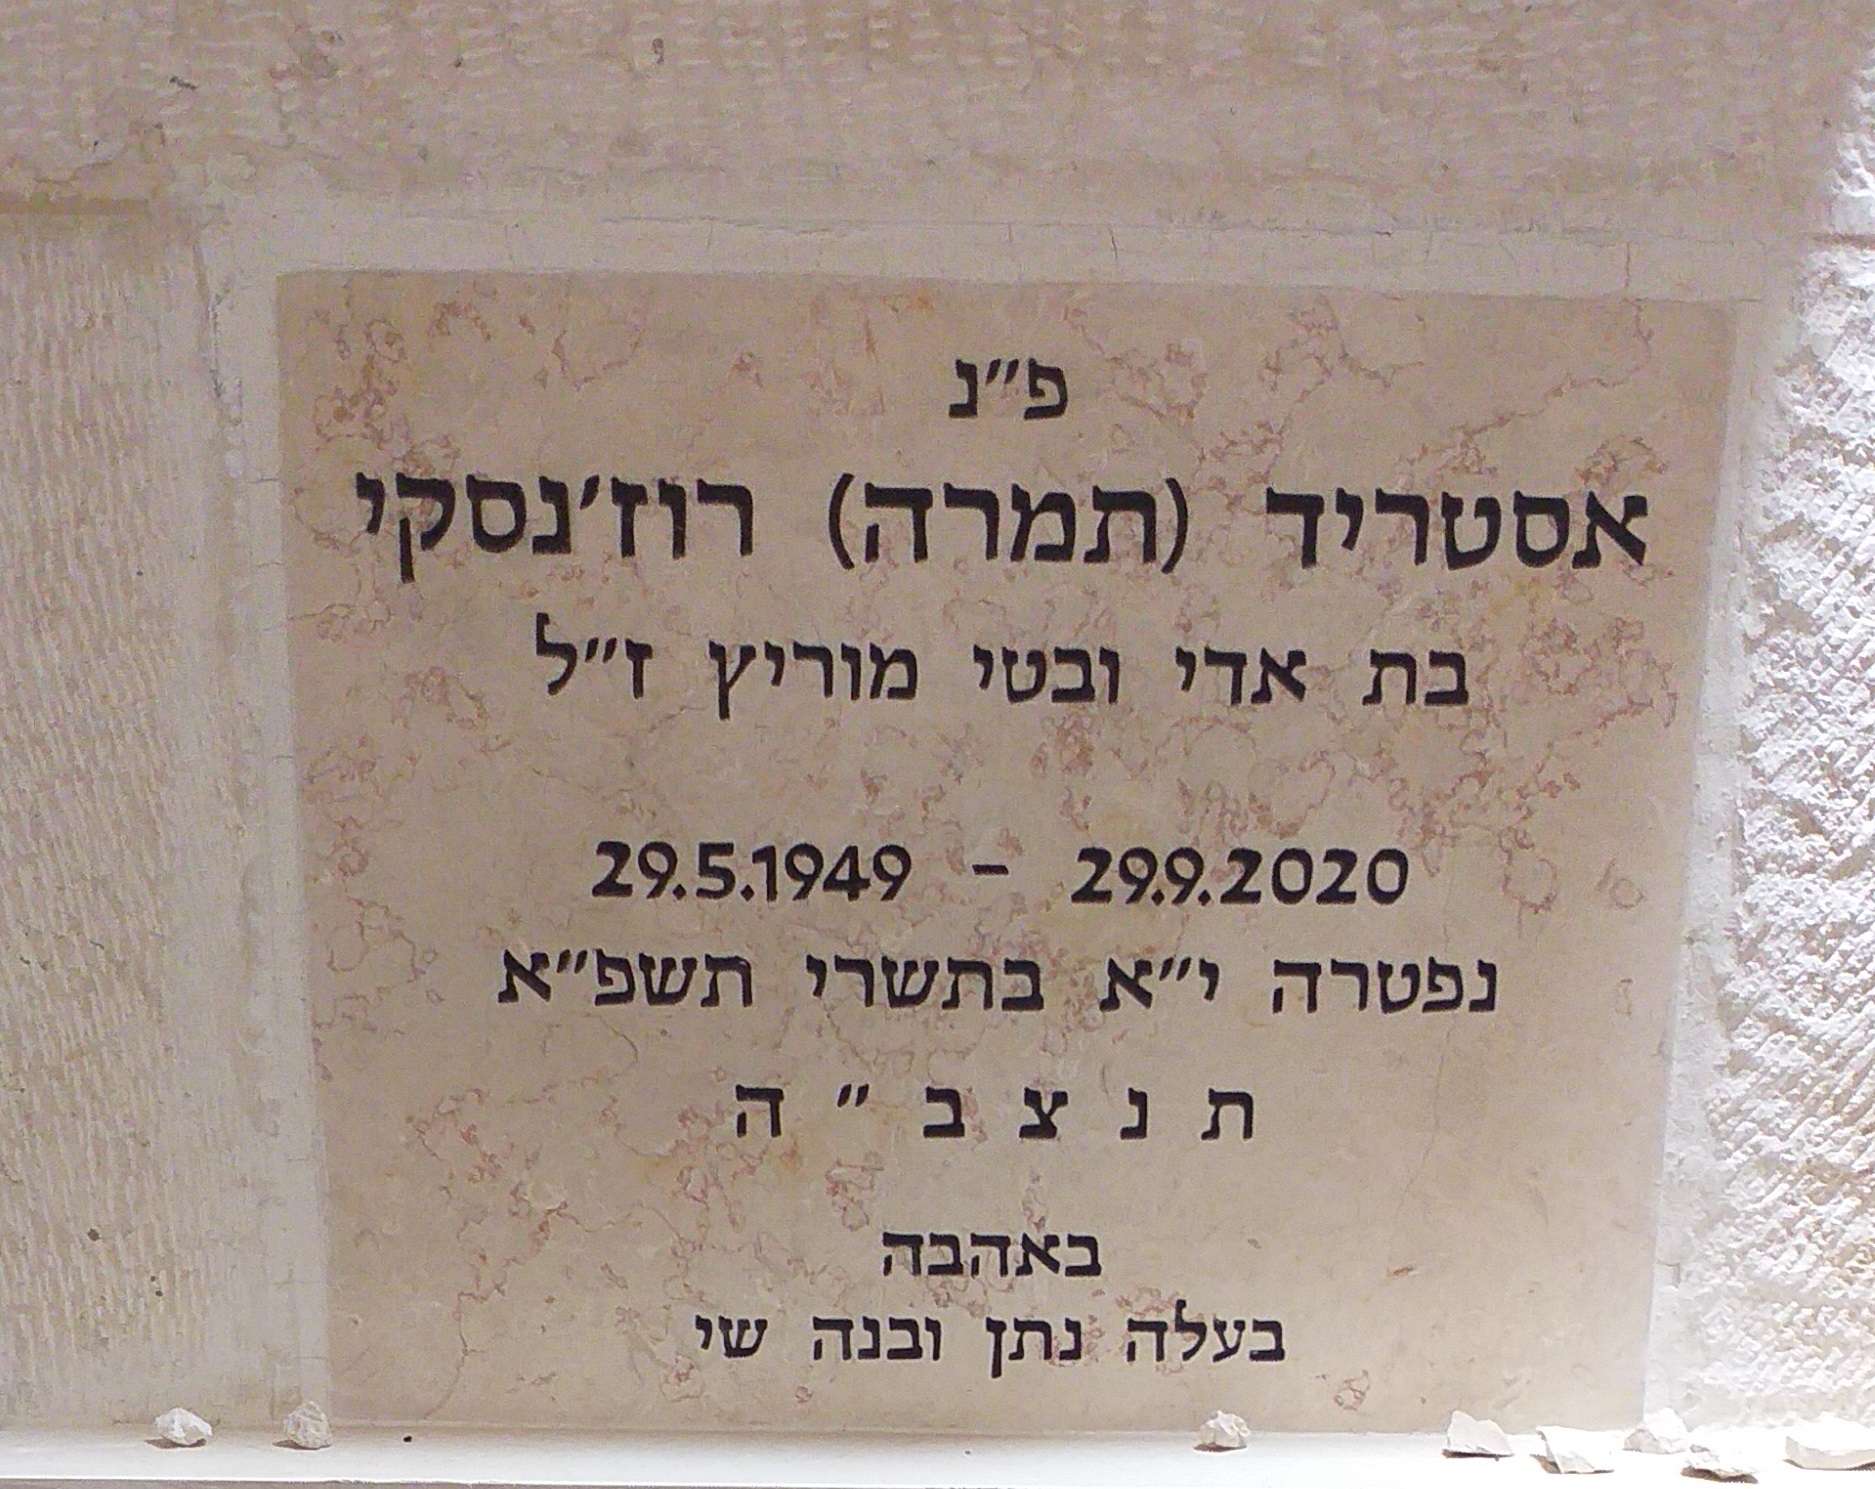 פ״נ
אסטריד (תמרה) רוז׳נסקי
בת אדי ובטי מוריץ ז״ל
29.5.1949 - 29.9.2020
נפטרה י״א בתשרי תשפ״א
ת נ צ ב ״ ה
באהבה
בעלה נתן ובנה שי